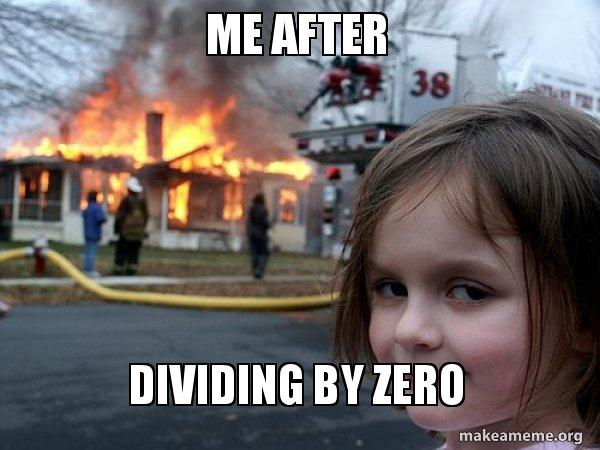 ME AFTER
38
DIVIDING BY ZERO
makeameme.org